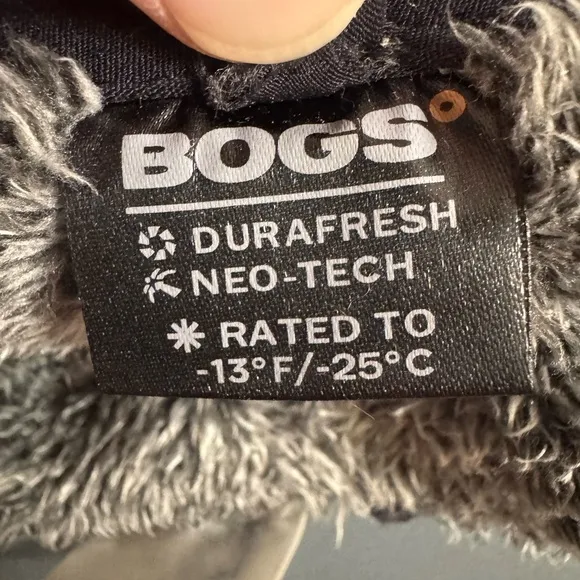 BOGS°
DURAFRESH
NEO-TECH
RATED TO
-13°F/-25°C